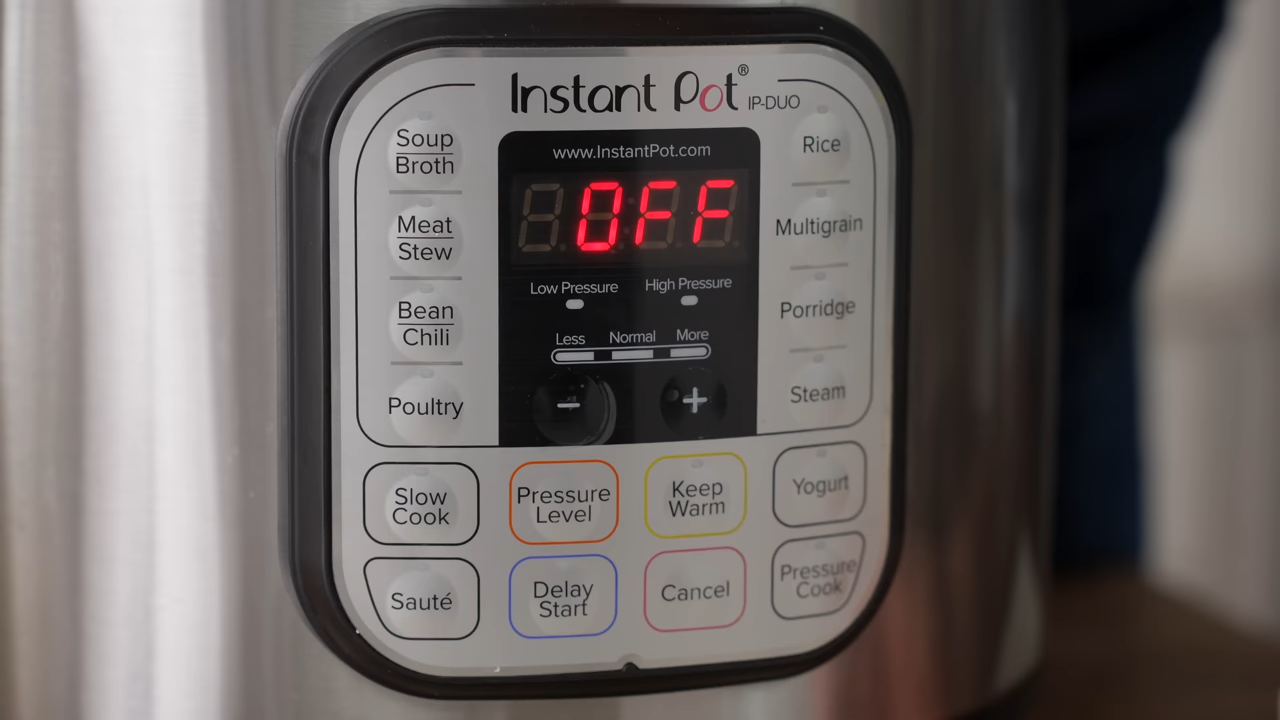 Instant Pot® IP-DUO
www.InstantPot.com
OFF
Low Pressure High Pressure
Less Normal More
- +
Soup
Broth
Meat
Stew
Bean
Chili
Poultry
Rice
Multigrain
Porridge
Steam
Slow
Cook
Pressure
Level
Keep
Warm
Yogurt
Sauté
Delay
Start
Cancel
Pressure
Cook